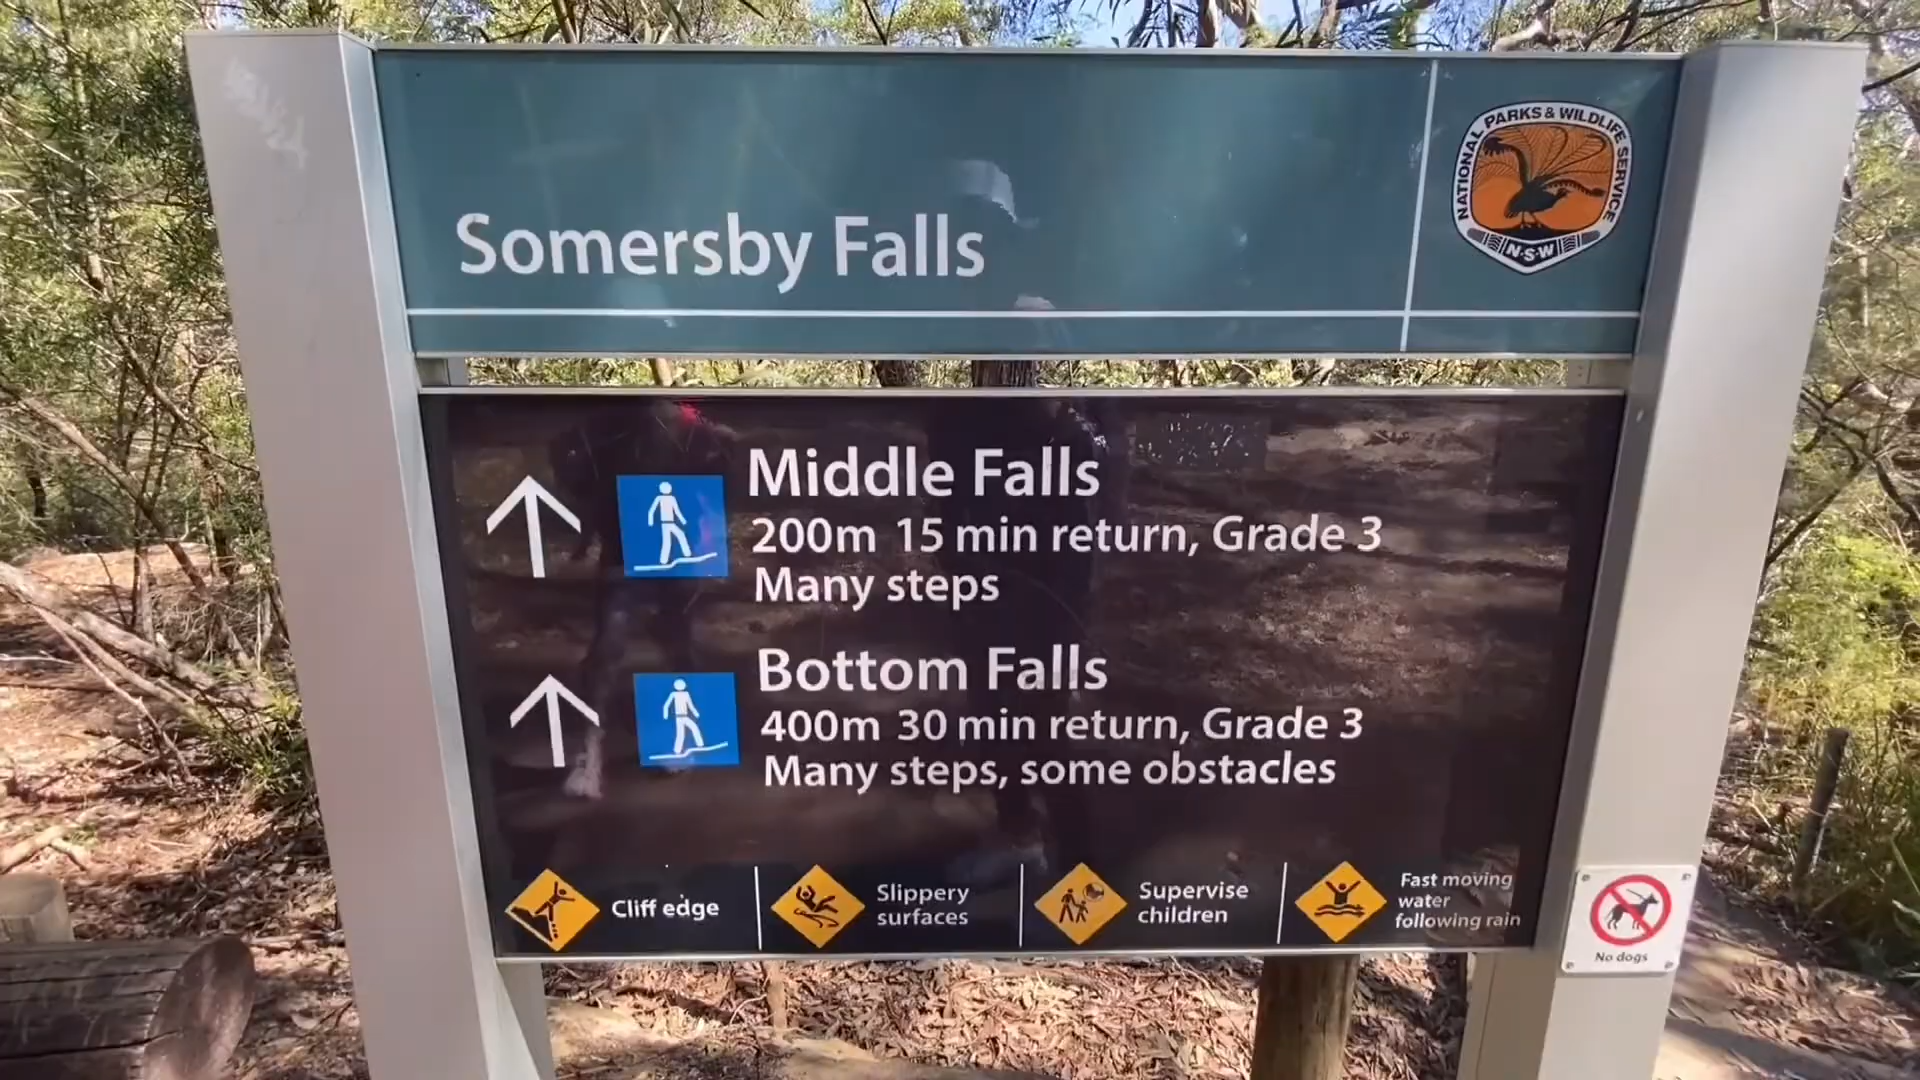 Somersby Falls
NATIONAL PARKS & WILDLIFE SERVICE
N·S·W
Middle Falls
200m 15 min return, Grade 3
Many steps
Bottom Falls
400m 30 min return, Grade 3
Many steps, some obstacles
Cliff edge
Slippery
surfaces
Supervise
children
Fast moving
water
following rain
No dogs